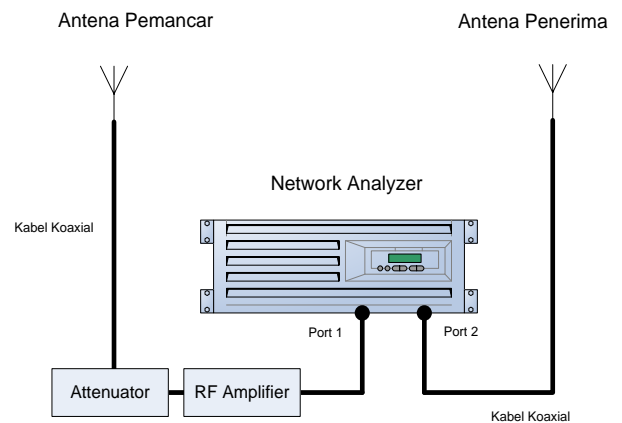 Antena Pemancar
Antena Penerima
Network Analyzer
Kabel Koaxial
Port 1
Port 2
Attenuator
RF Amplifier
Kabel Koaxial